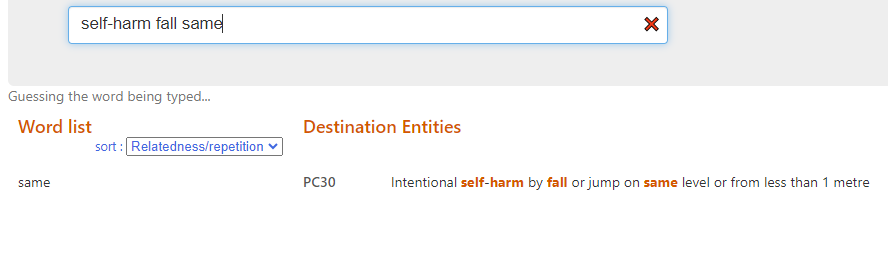 self-harm fall same
Guessing the word being typed...
Word list
Destination Entities
sort : Relatedness/repetition
same
PC30 Intentional self-harm by fall or jump on same level or from less than 1 metre